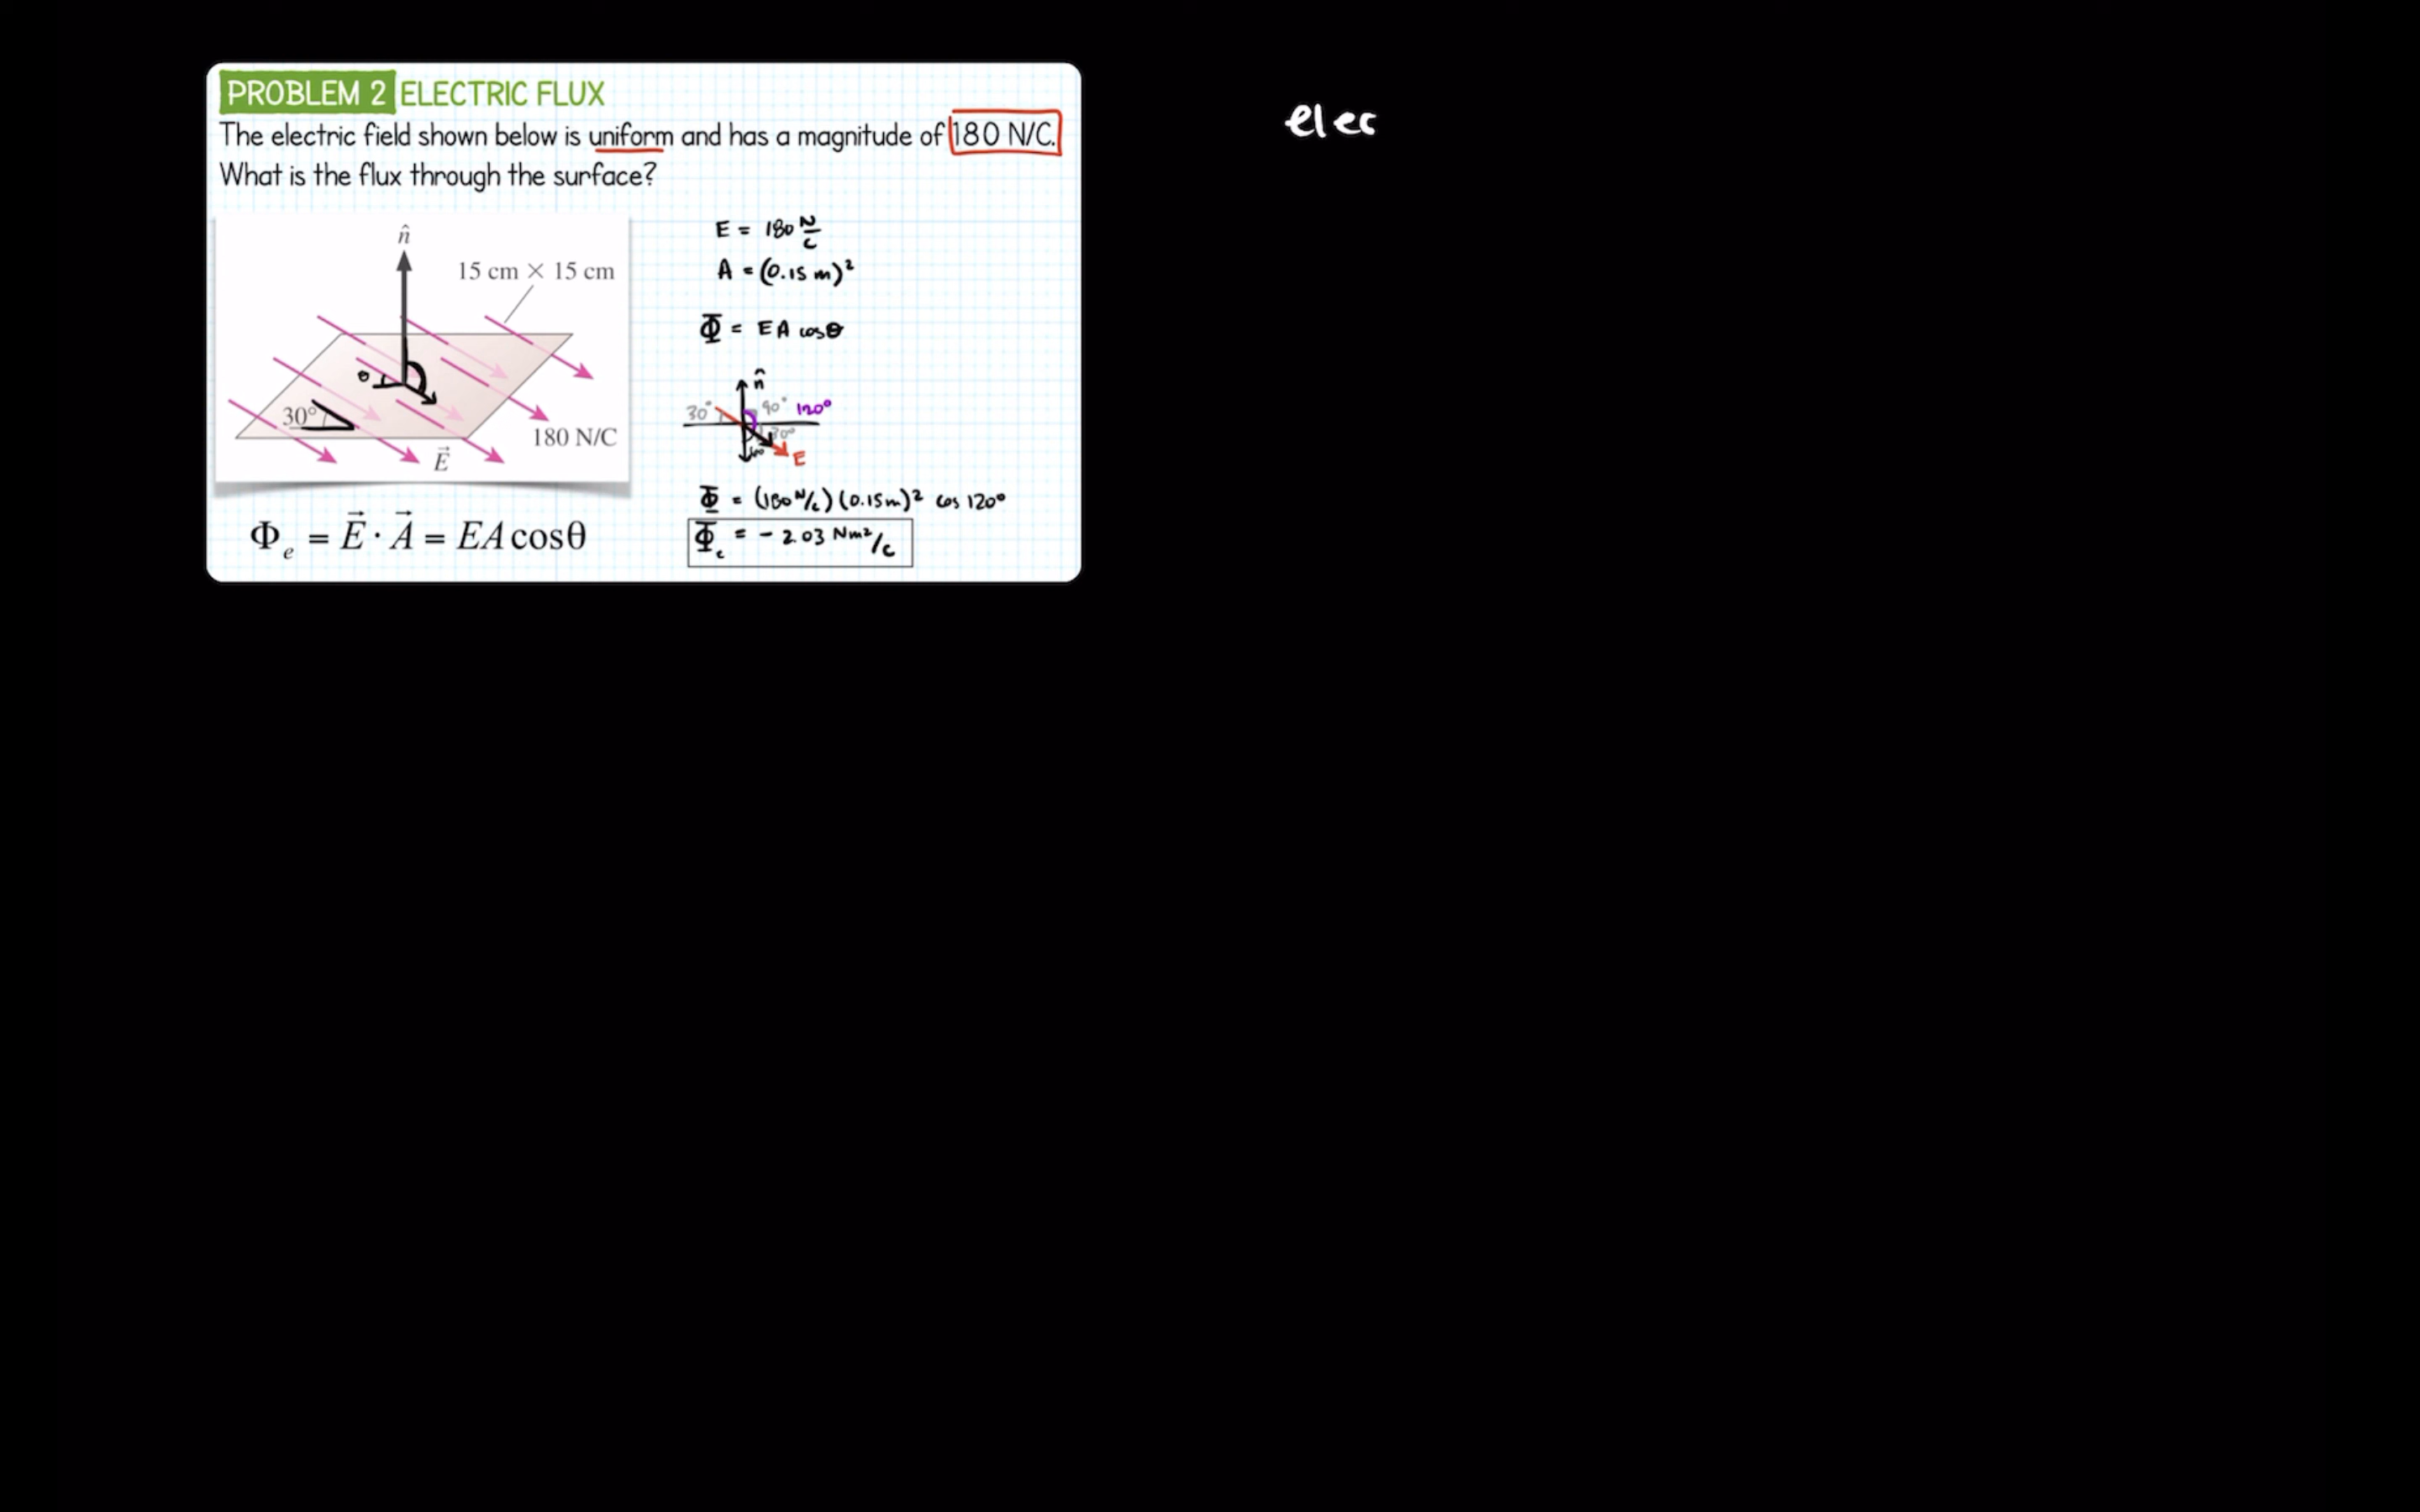 PROBLEM 2 ELECTRIC FLUX
The electric field shown below is uniform and has a magnitude of 180 N/C.
What is the flux through the surface?
n̂
15 cm × 15 cm
θ
30°
180 N/C
E⃗
Φe = E⃗ · A⃗ = EA cosθ
E = 180 N/C
A = (0.15 m)²
Φ = EA cosθ
n̂
30° 90° 120°
30°
E
Φ = (180 N/C)(0.15m)² cos 120°
Φe = - 2.03 Nm²/C
elec